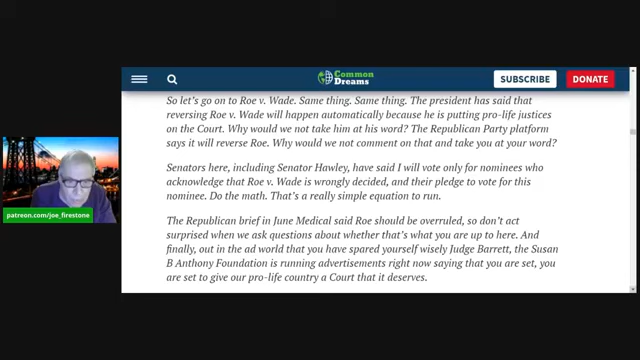 Common
Dreams
SUBSCRIBE
DONATE
So let's go on to Roe v. Wade. Same thing. Same thing. The president has said that
reversing Roe v. Wade will happen automatically because he is putting pro-life justices
on the Court. Why would we not take him at his word? The Republican Party platform
says it will reverse Roe. Why would we not comment on that and take you at your word?
Senators here, including Senator Hawley, have said I will vote only for nominees who
acknowledge that Roe v. Wade is wrongly decided, and their pledge to vote for this
nominee. Do the math. That's a really simple equation to run.
The Republican brief in June Medical said Roe should be overruled, so don't act
surprised when we ask questions about whether that's what you are up to here. And
finally, out in the ad world that you have spared yourself wisely Judge Barrett, the Susan
B Anthony Foundation is running advertisements right now saying that you are set, you
are set to give our pro-life country a Court that it deserves.
patreon.com/joe_firestone